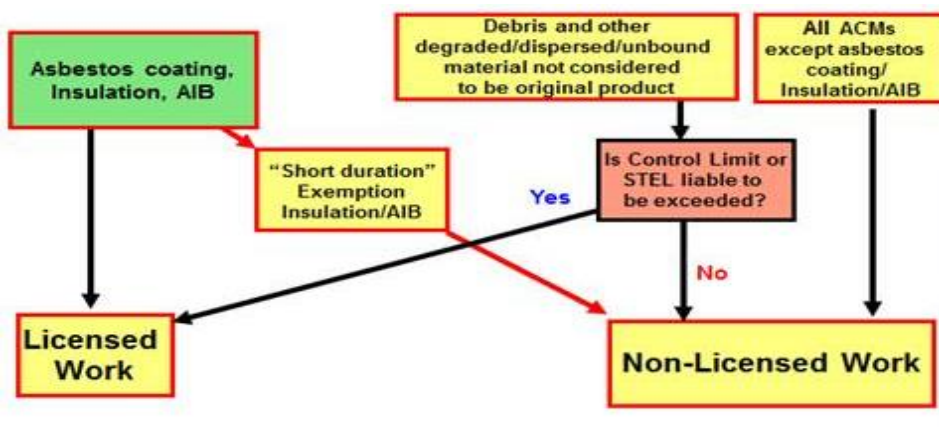 Asbestos coating,
Insulation, AIB
Debris and other
degraded/dispersed/unbound
material not considered
to be original product
All ACMs
except asbestos
coating/
Insulation/AIB
“Short duration”
Exemption
Insulation/AIB
Is Control Limit or
STEL liable to
be exceeded?
Yes
No
Licensed
Work
Non-Licensed Work